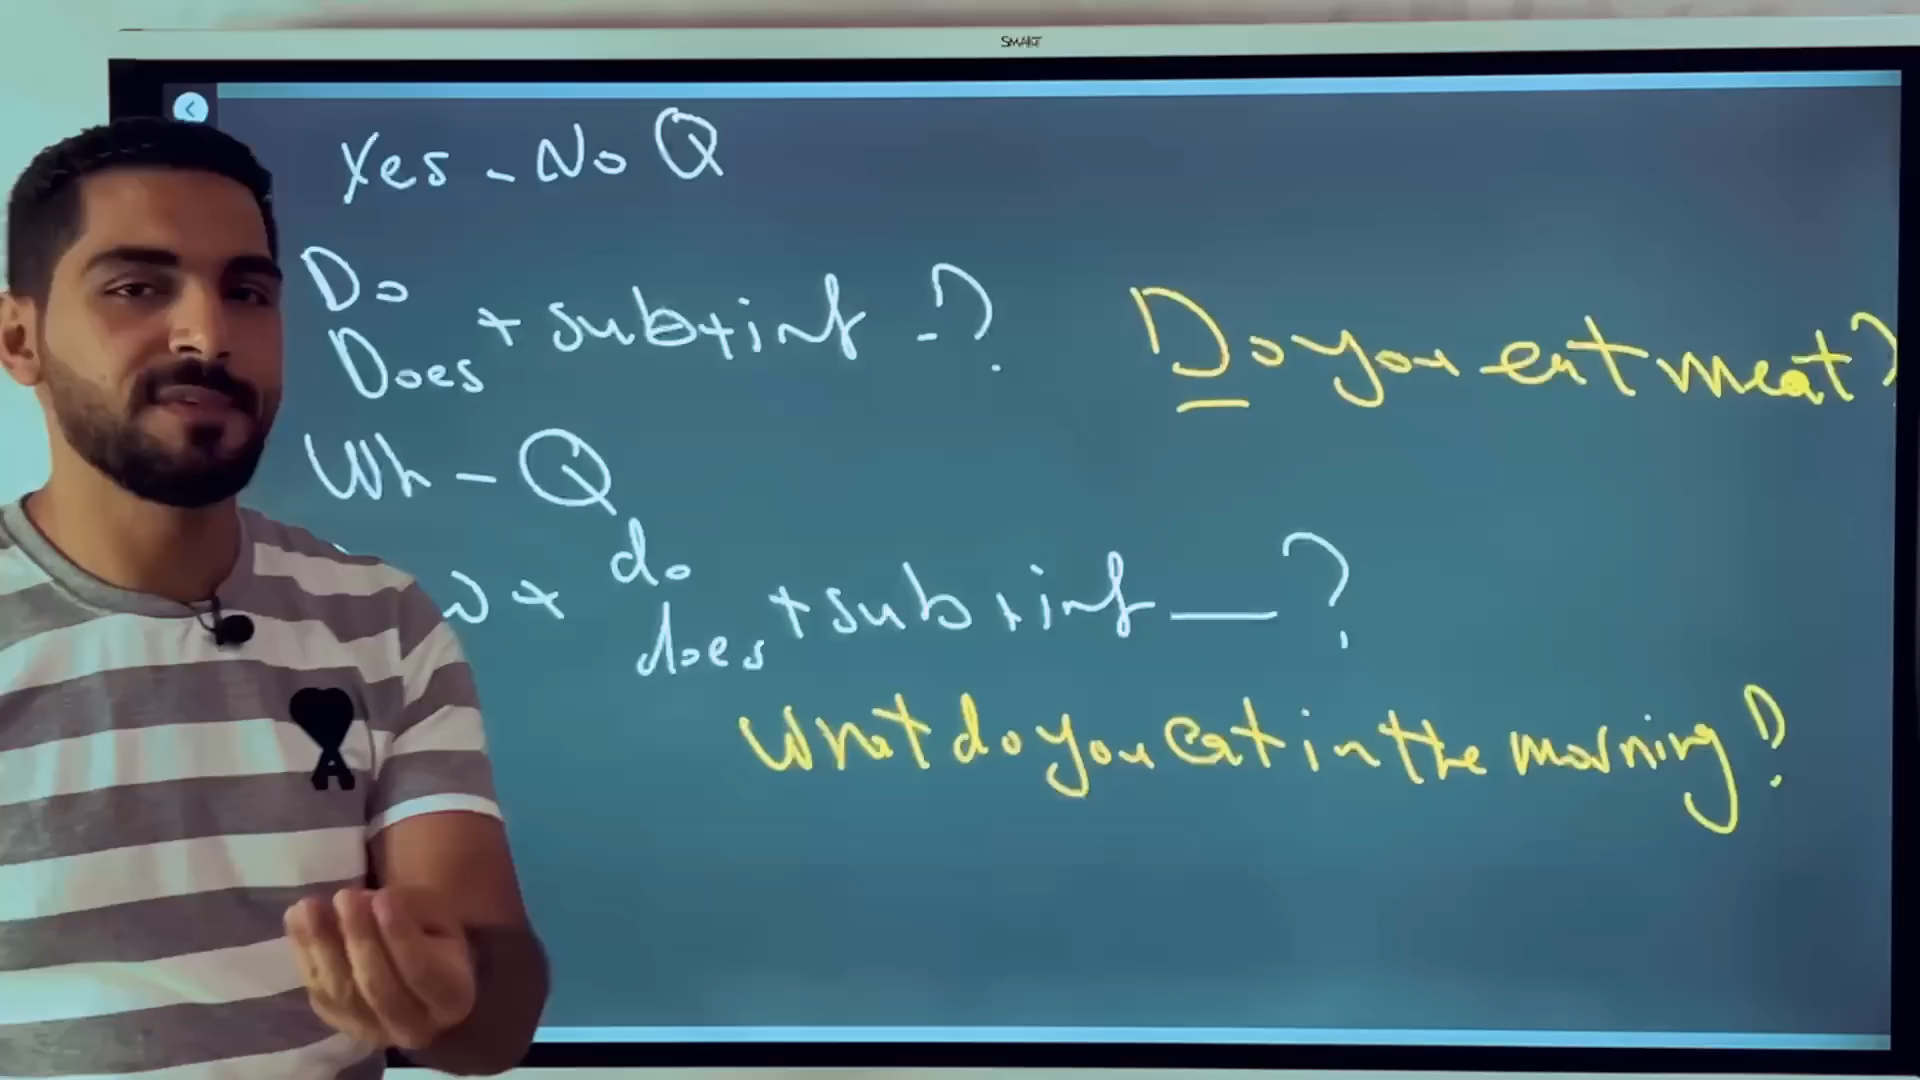 SMART
Yes - No Q
Do
Does + sub + inf - ?
Do you eat meat?
Wh - Q
w + do
does + sub + inf — ?
What do you eat in the morning?
A